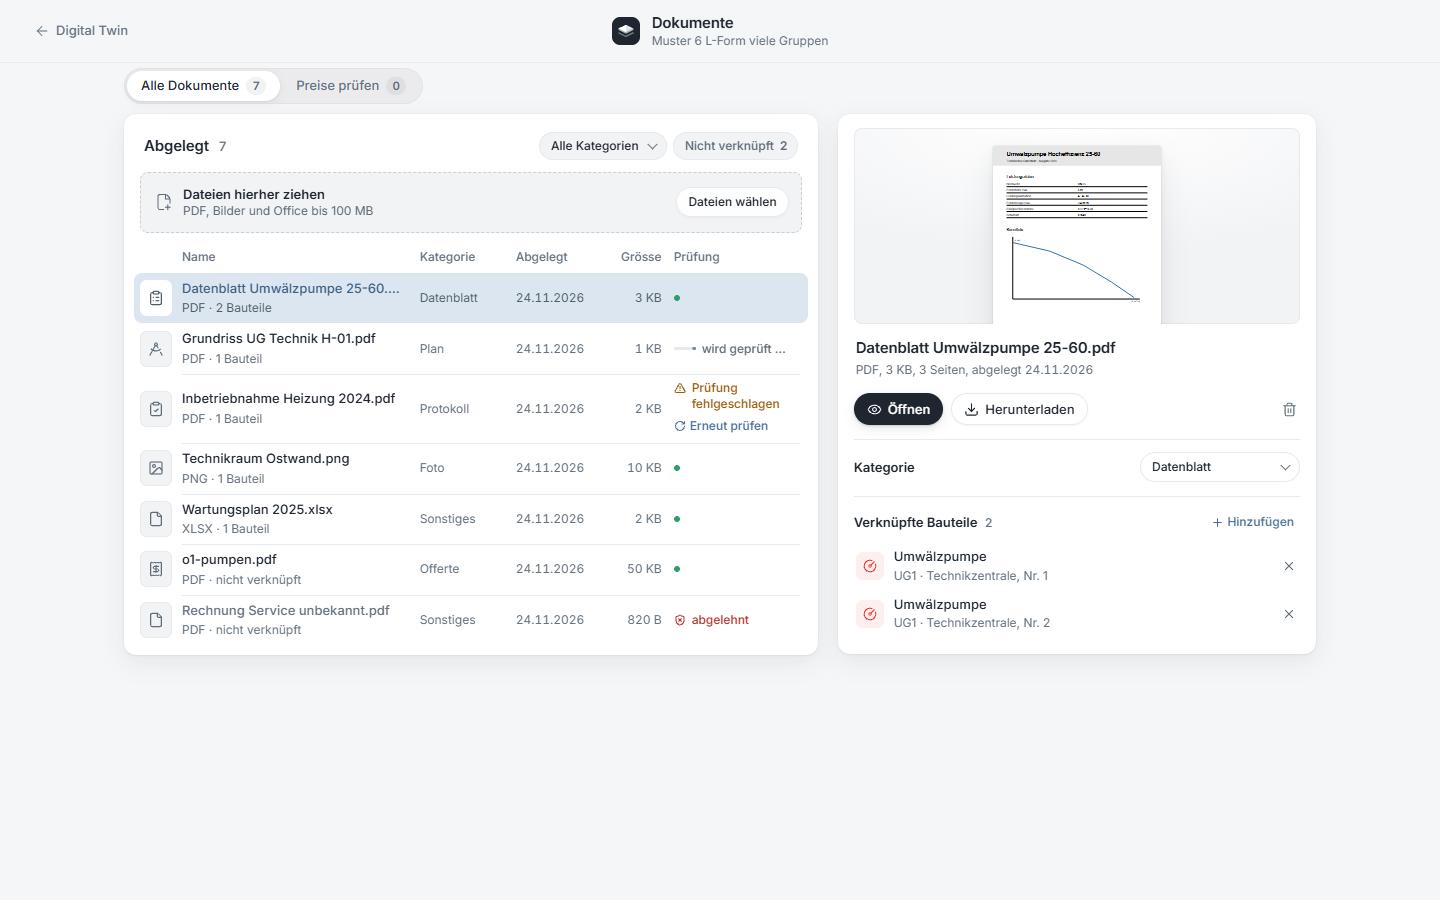 Digital Twin
Dokumente
Muster 6 L-Form viele Gruppen
Alle Dokumente 7
Preise prüfen 0
Abgelegt 7
Alle Kategorien
Nicht verknüpft 2
Dateien hierher ziehen
PDF, Bilder und Office bis 100 MB
Dateien wählen
Name Kategorie Abgelegt Grösse Prüfung
Datenblatt Umwälzpumpe 25-60....
PDF · 2 Bauteile
Datenblatt 24.11.2026 3 KB
Grundriss UG Technik H-01.pdf
PDF · 1 Bauteil
Plan 24.11.2026 1 KB wird geprüft ...
Inbetriebnahme Heizung 2024.pdf
PDF · 1 Bauteil
Protokoll 24.11.2026 2 KB
Prüfung
fehlgeschlagen
Erneut prüfen
Technikraum Ostwand.png
PNG · 1 Bauteil
Foto 24.11.2026 10 KB
Wartungsplan 2025.xlsx
XLSX · 1 Bauteil
Sonstiges 24.11.2026 2 KB
o1-pumpen.pdf
PDF · nicht verknüpft
Offerte 24.11.2026 50 KB
Rechnung Service unbekannt.pdf
PDF · nicht verknüpft
Sonstiges 24.11.2026 820 B abgelehnt
Umwälzpumpe Hocheffizienz 25-60
Datenblatt Umwälzpumpe 25-60.pdf
PDF, 3 KB, 3 Seiten, abgelegt 24.11.2026
Öffnen
Herunterladen
Kategorie
Datenblatt
Verknüpfte Bauteile 2
Hinzufügen
Umwälzpumpe
UG1 · Technikzentrale, Nr. 1
Umwälzpumpe
UG1 · Technikzentrale, Nr. 2